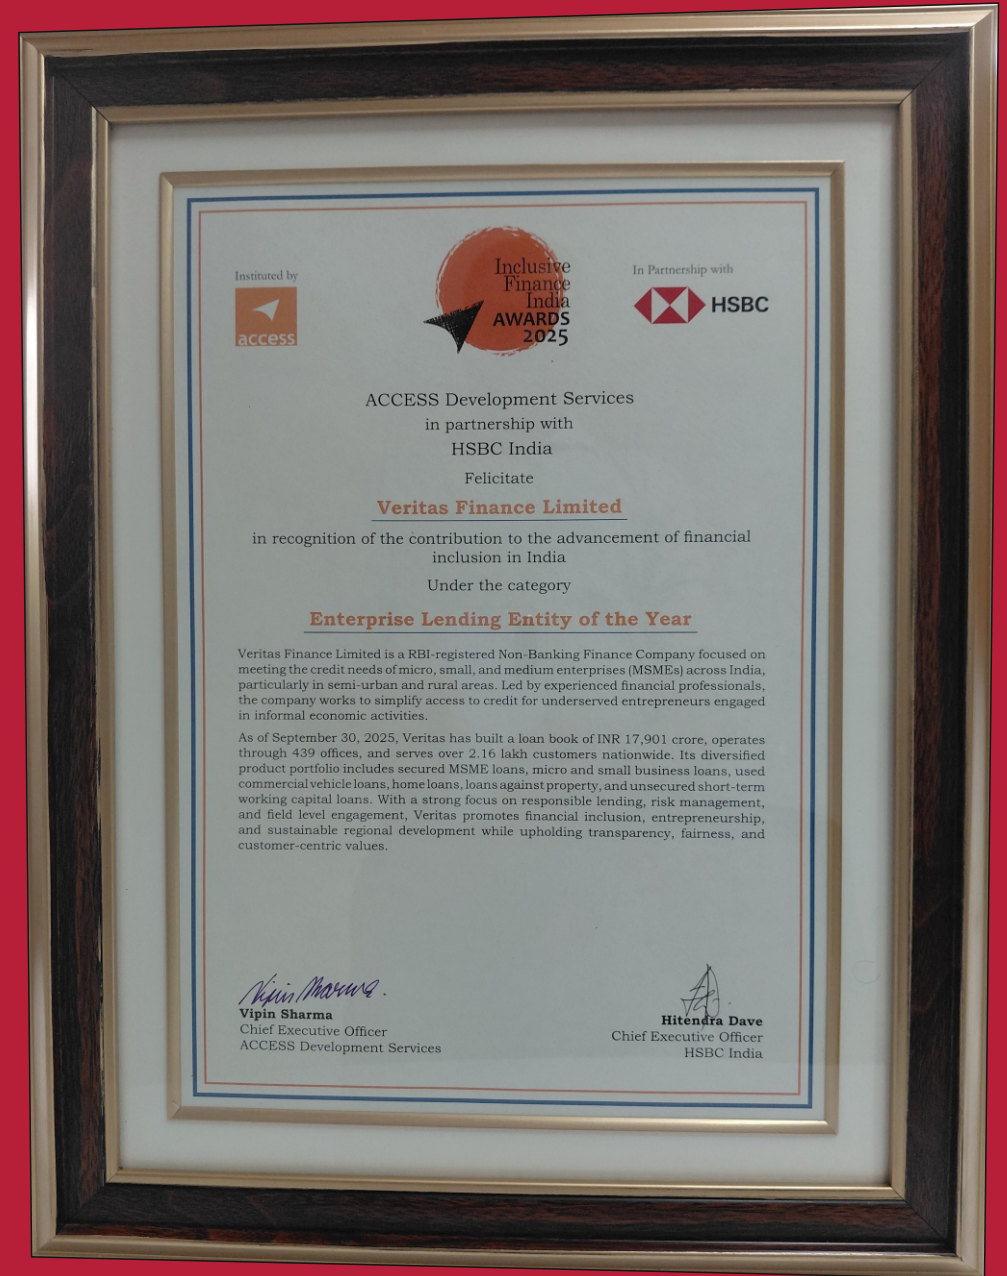 Instituted by
access
Inclusive
Finance
India
AWARDS
2025
In Partnership with
HSBC
ACCESS Development Services
in partnership with
HSBC India
Felicitate
Veritas Finance Limited
in recognition of the contribution to the advancement of financial
inclusion in India
Under the category
Enterprise Lending Entity of the Year
Veritas Finance Limited is a RBI-registered Non-Banking Finance Company focused on
meeting the credit needs of micro, small, and medium enterprises (MSMEs) across India,
particularly in semi-urban and rural areas. Led by experienced financial professionals,
the company works to simplify access to credit for underserved entrepreneurs engaged
in informal economic activities.
As of September 30, 2025, Veritas has built a loan book of INR 17,901 crore, operates
through 439 offices, and serves over 2.16 lakh customers nationwide. Its diversified
product portfolio includes secured MSME loans, micro and small business loans, used
commercial vehicle loans, home loans, loans against property, and unsecured short-term
working capital loans. With a strong focus on responsible lending, risk management,
and field level engagement, Veritas promotes financial inclusion, entrepreneurship,
and sustainable regional development while upholding transparency, fairness, and
customer-centric values.
Vipin Sharma.
Vipin Sharma
Chief Executive Officer
ACCESS Development Services
Hitendra Dave
Chief Executive Officer
HSBC India